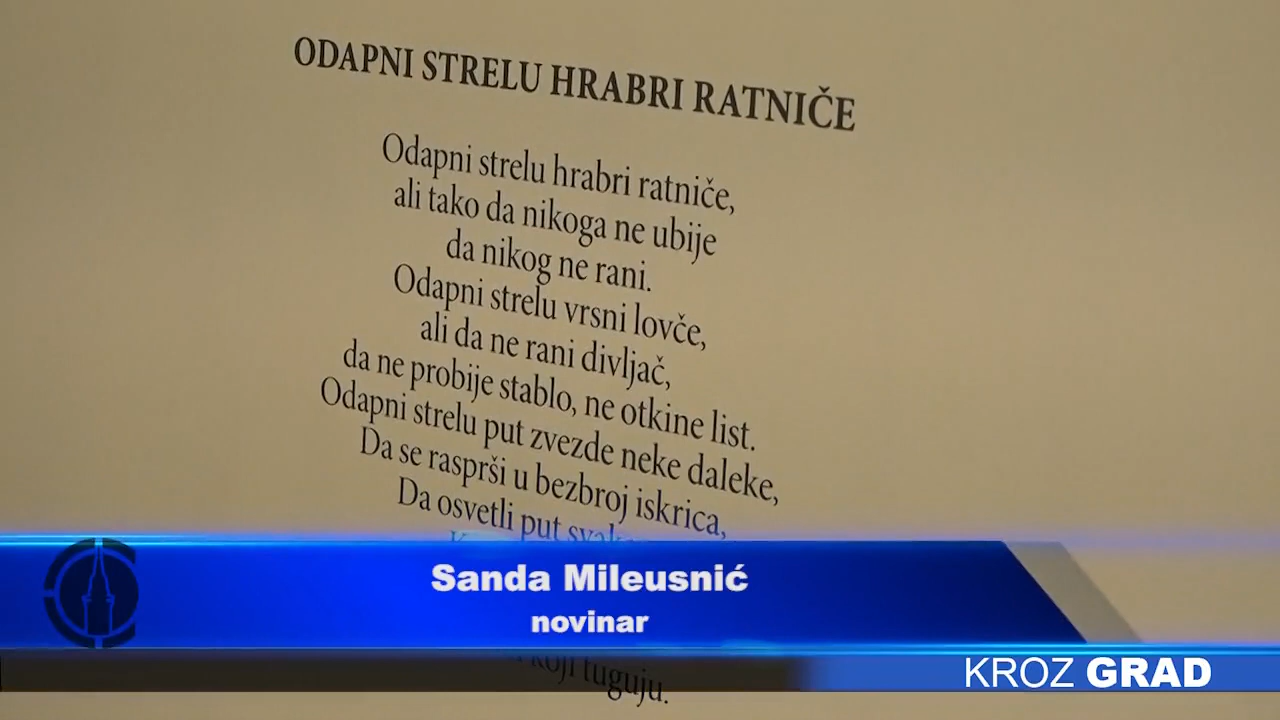 ODAPNI STRELU HRABRI RATNIČE
Odapni strelu hrabri ratniče,
ali tako da nikoga ne ubije
da nikog ne rani.
Odapni strelu vrsni lovče,
ali da ne rani divljač,
da ne probije stablo, ne otkine list.
Odapni strelu put zvezde neke daleke,
Da se rasprši u bezbroj iskrica,
Da osvetli put
Sanda Mileusnić
novinar
koji tuguju.
KROZ GRAD